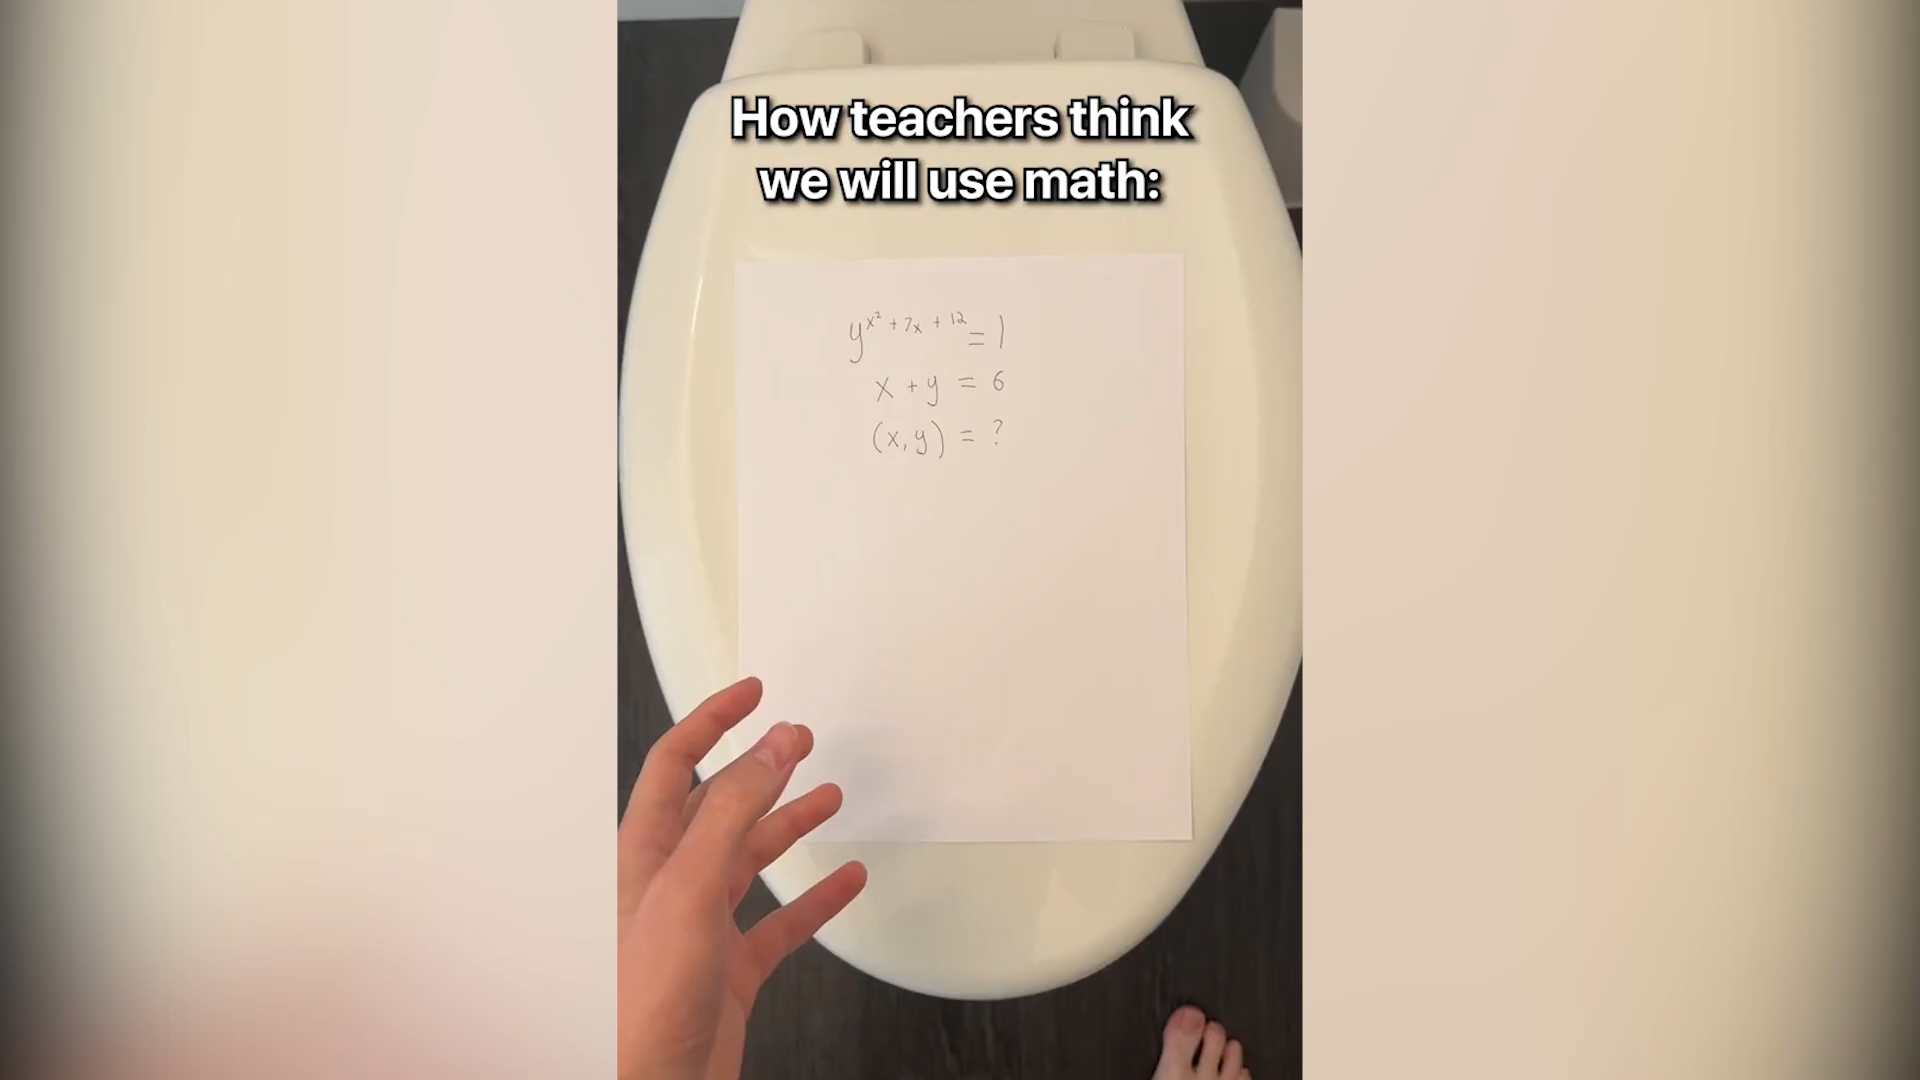 How teachers think
we will use math:
y^{x² + 7x + 12} = 1
x + y = 6
(x, y) = ?